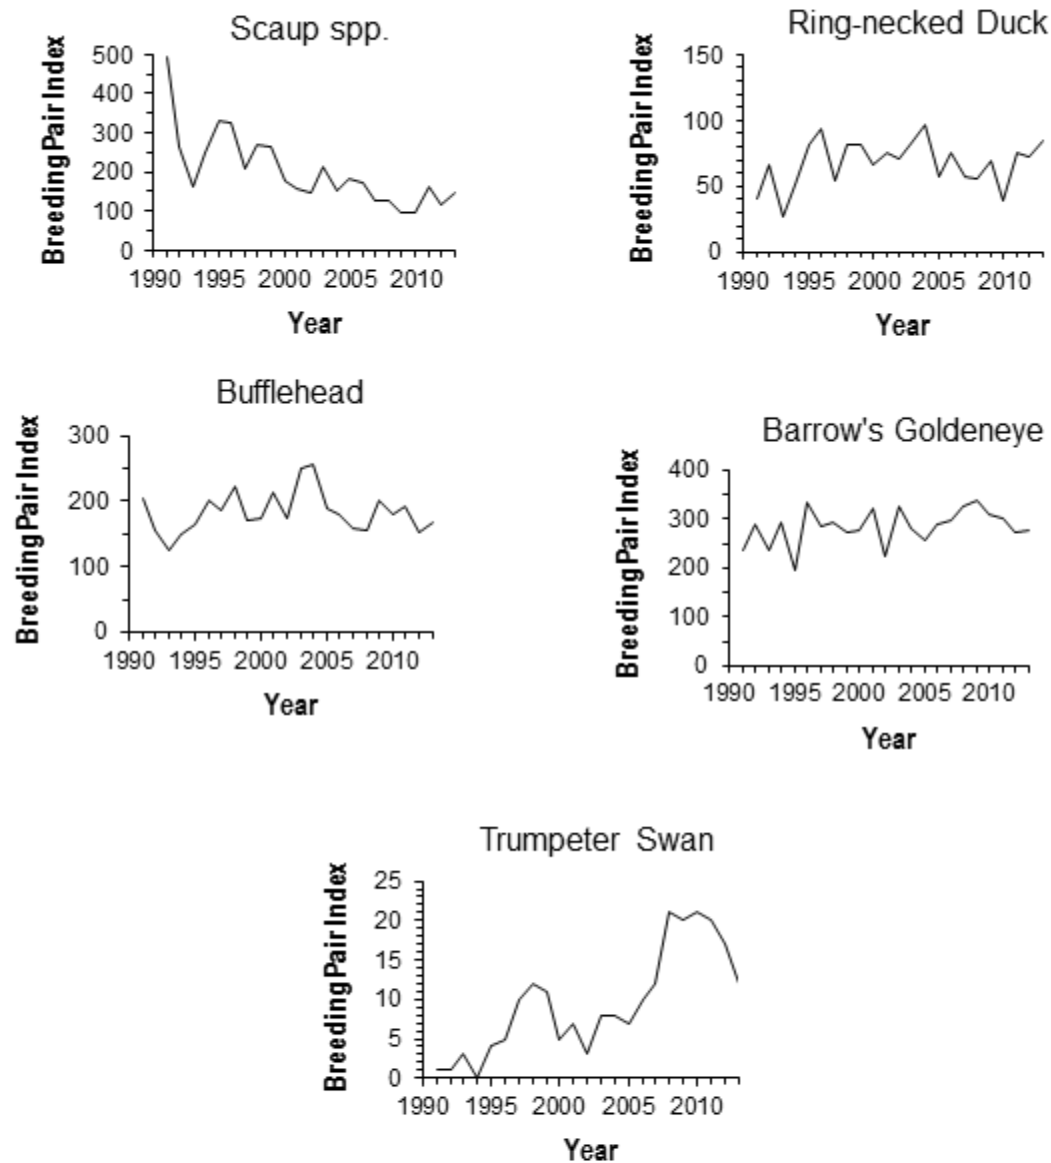 Scaup spp.
Breeding Pair Index
500
400
300
200
100
0
1990 1995 2000 2005 2010
Year
Ring-necked Duck
Breeding Pair Index
150
100
50
0
1990 1995 2000 2005 2010
Year
Bufflehead
Breeding Pair Index
300
200
100
0
1990 1995 2000 2005 2010
Year
Barrow's Goldeneye
Breeding Pair Index
400
300
200
100
0
1990 1995 2000 2005 2010
Year
Trumpeter Swan
Breeding Pair Index
25
20
15
10
5
0
1990 1995 2000 2005 2010
Year